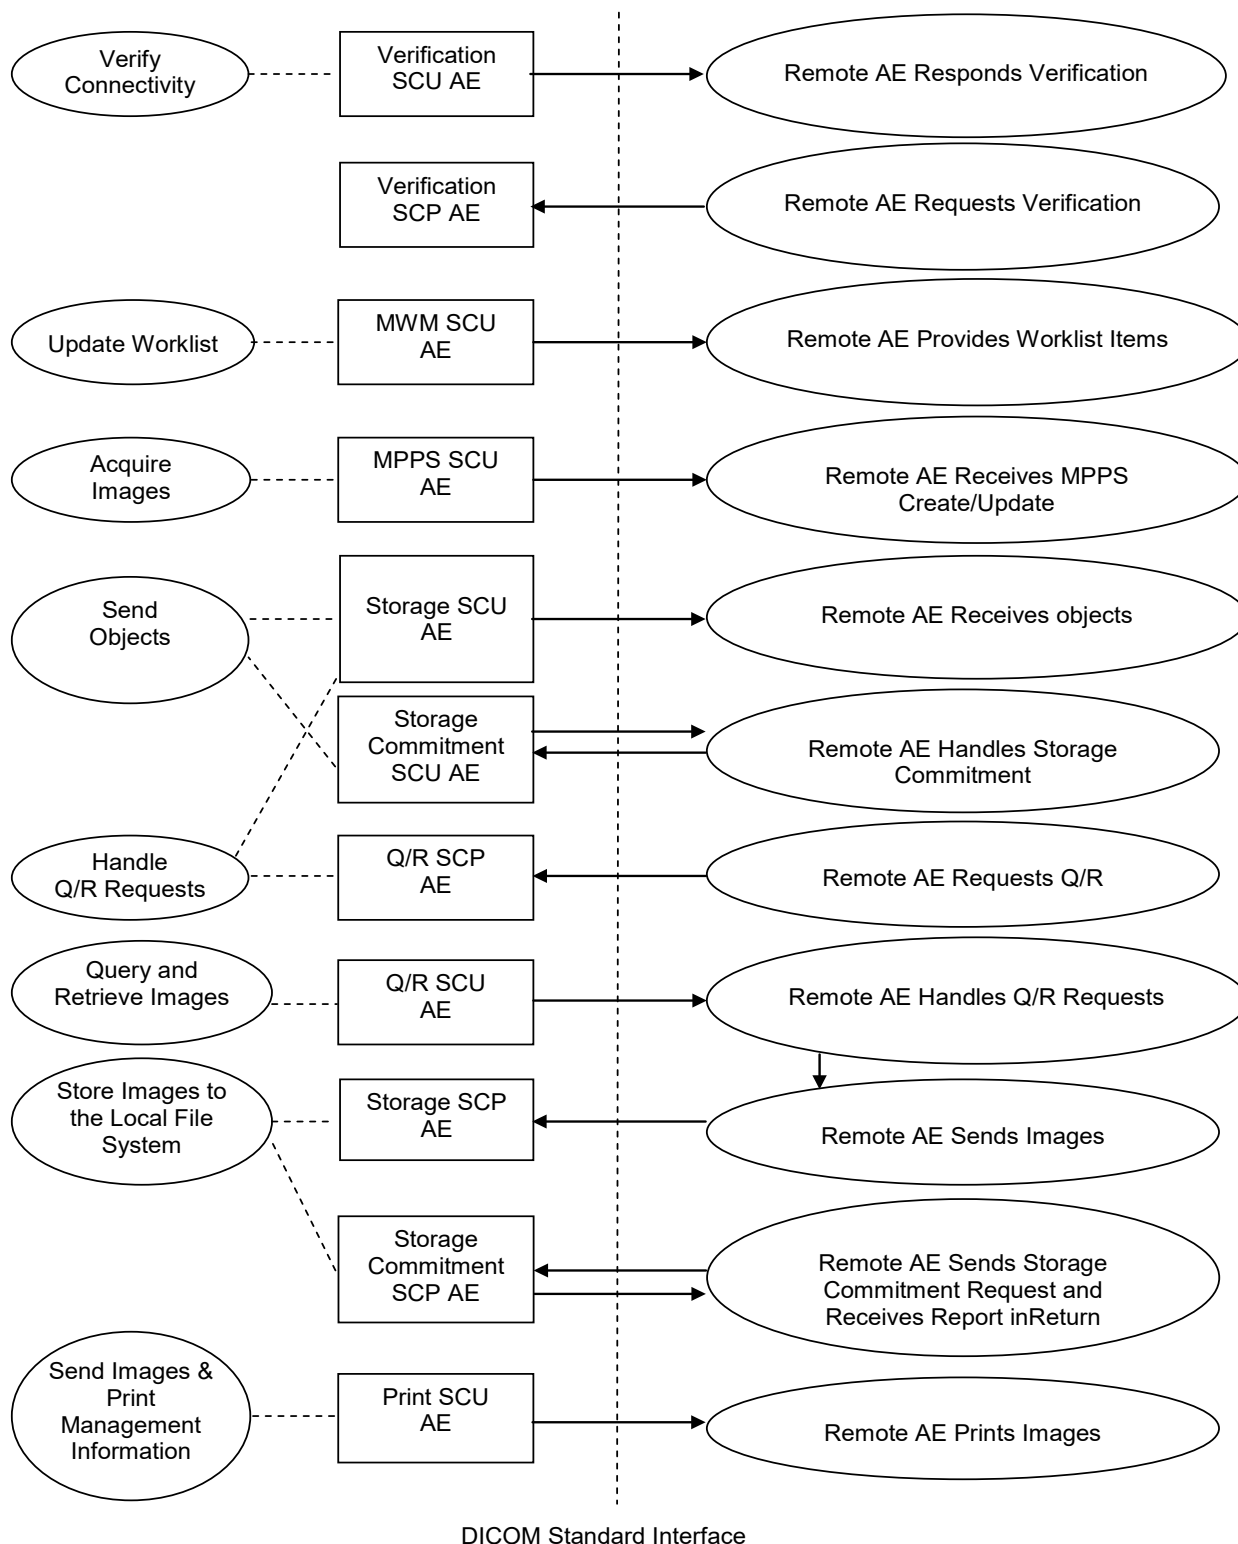 Verify
Connectivity
Verification
SCU AE
Remote AE Responds Verification
Verification
SCP AE
Remote AE Requests Verification
Update Worklist
MWM SCU
AE
Remote AE Provides Worklist Items
Acquire
Images
MPPS SCU
AE
Remote AE Receives MPPS
Create/Update
Send
Objects
Storage SCU
AE
Remote AE Receives objects
Storage
Commitment
SCU AE
Remote AE Handles Storage
Commitment
Handle
Q/R Requests
Q/R SCP
AE
Remote AE Requests Q/R
Query and
Retrieve Images
Q/R SCU
AE
Remote AE Handles Q/R Requests
Store Images to
the Local File
System
Storage SCP
AE
Remote AE Sends Images
Storage
Commitment
SCP AE
Remote AE Sends Storage
Commitment Request and
Receives Report inReturn
Send Images &
Print
Management
Information
Print SCU
AE
Remote AE Prints Images
DICOM Standard Interface